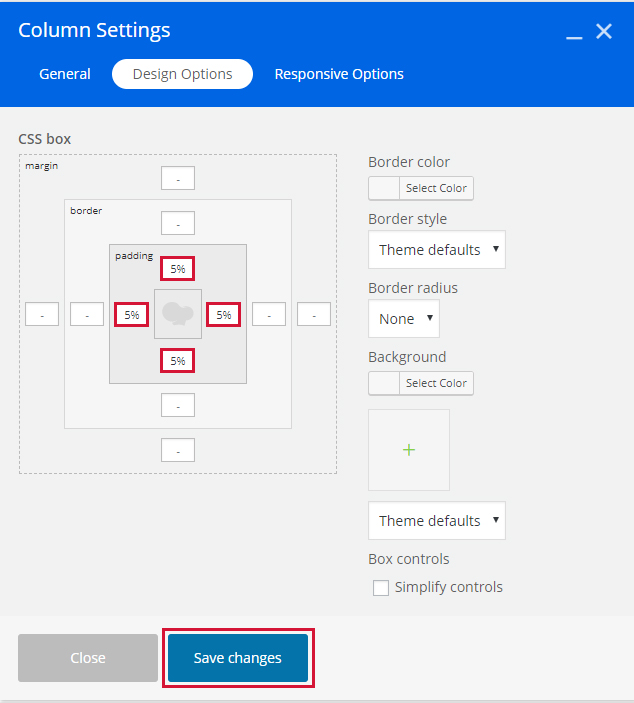 Column Settings
General
Design Options
Responsive Options
CSS box
margin
-
border
-
padding
5%
-
-
5%
5%
-
-
5%
-
-
Border color
Select Color
Border style
Theme defaults
Border radius
None
Background
Select Color
+
Theme defaults
Box controls
Simplify controls
Close
Save changes